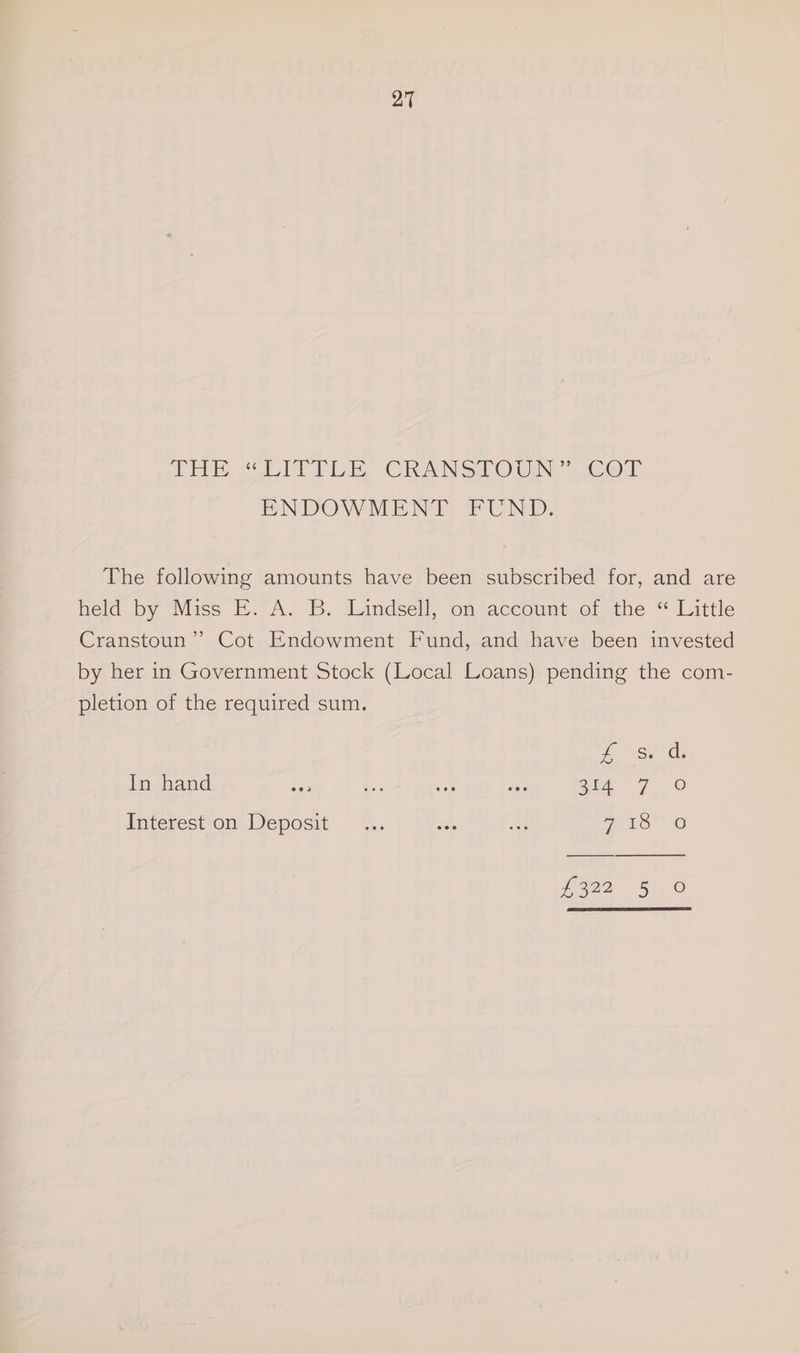 27
THE “LITTLE CRANSTOUN” COT
ENDOWMENT FUND.
The following amounts have been subscribed for, and are
held by Miss E. A. B. Lindsell, on account of the “ Little
Cranstoun” Cot Endowment Fund, and have been invested
by her in Government Stock (Local Loans) pending the com-
pletion of the required sum.
£ s. d.
In hand ... ... ... ... 314 7 0
Interest on Deposit ... ... ... 7 18 0
£322 5 0